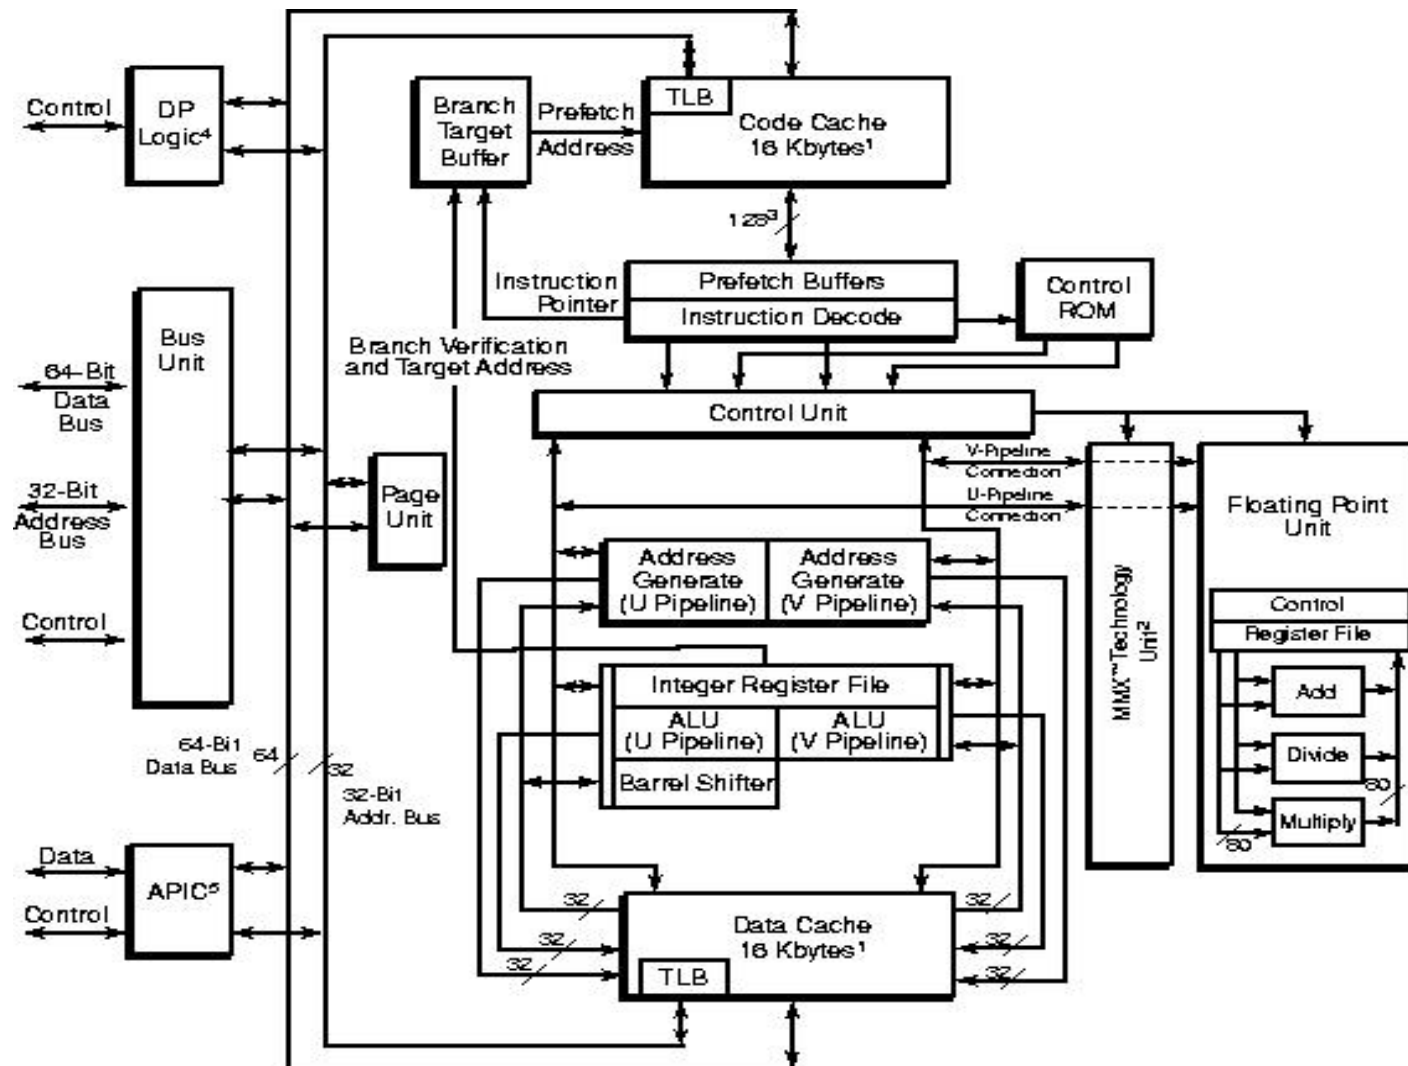 Control
DP
Logic⁴
Branch
Target
Buffer
Prefetch
Address
TLB
Code Cache
16 Kbytes¹
128³
Instruction
Pointer
Prefetch Buffers
Instruction Decode
Control
ROM
Branch Verification
and Target Address
Control Unit
Bus
Unit
64-Bit
Data
Bus
32-Bit
Address
Bus
Control
Page
Unit
V-Pipeline
Connection
U-Pipeline
Connection
Floating Point
Unit
Address
Generate
(U Pipeline)
Address
Generate
(V Pipeline)
MMX™ Technology
Unit²
Control
Register File
Add
Divide
Multiply
80
80
Integer Register File
ALU
(U Pipeline)
ALU
(V Pipeline)
Barrel Shifter
64-Bit
Data Bus
64
32
32-Bit
Addr. Bus
Data
Control
APIC⁵
32
32
32
Data Cache
16 Kbytes¹
TLB
32
32
32